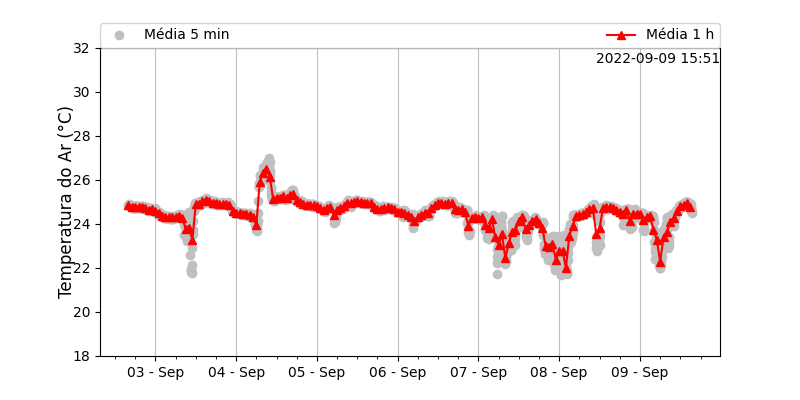 Média 5 min
Média 1 h
2022-09-09 15:51
Temperatura do Ar (°C)
32
30
28
26
24
22
20
18
03 - Sep
04 - Sep
05 - Sep
06 - Sep
07 - Sep
08 - Sep
09 - Sep